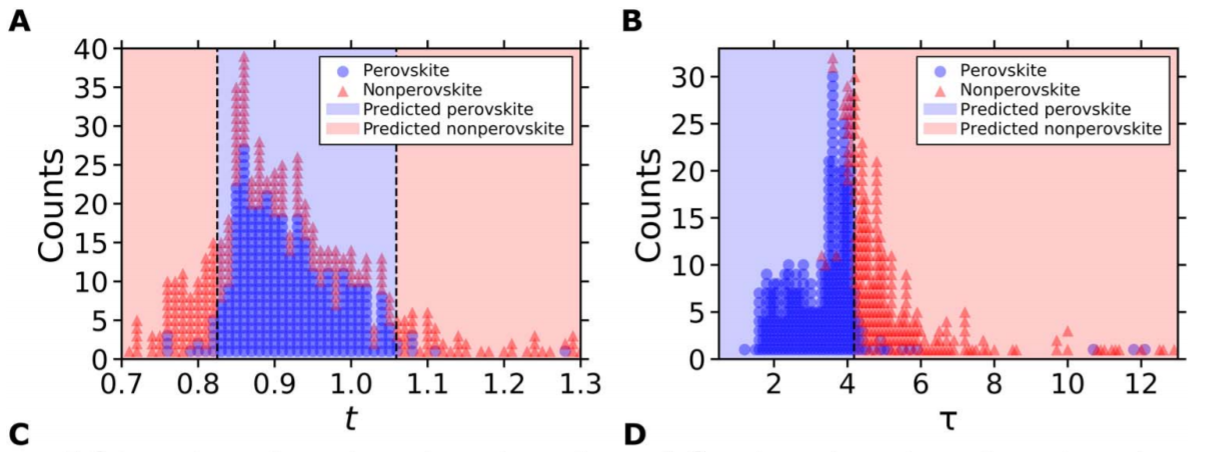 A
B
40
35
30
25
20
15
10
5
0
Counts
Perovskite
Nonperovskite
Predicted perovskite
Predicted nonperovskite
0.7 0.8 0.9 1.0 1.1 1.2 1.3
t
30
25
20
15
10
5
0
Counts
Perovskite
Nonperovskite
Predicted perovskite
Predicted nonperovskite
2 4 6 8 10 12
τ
C
D